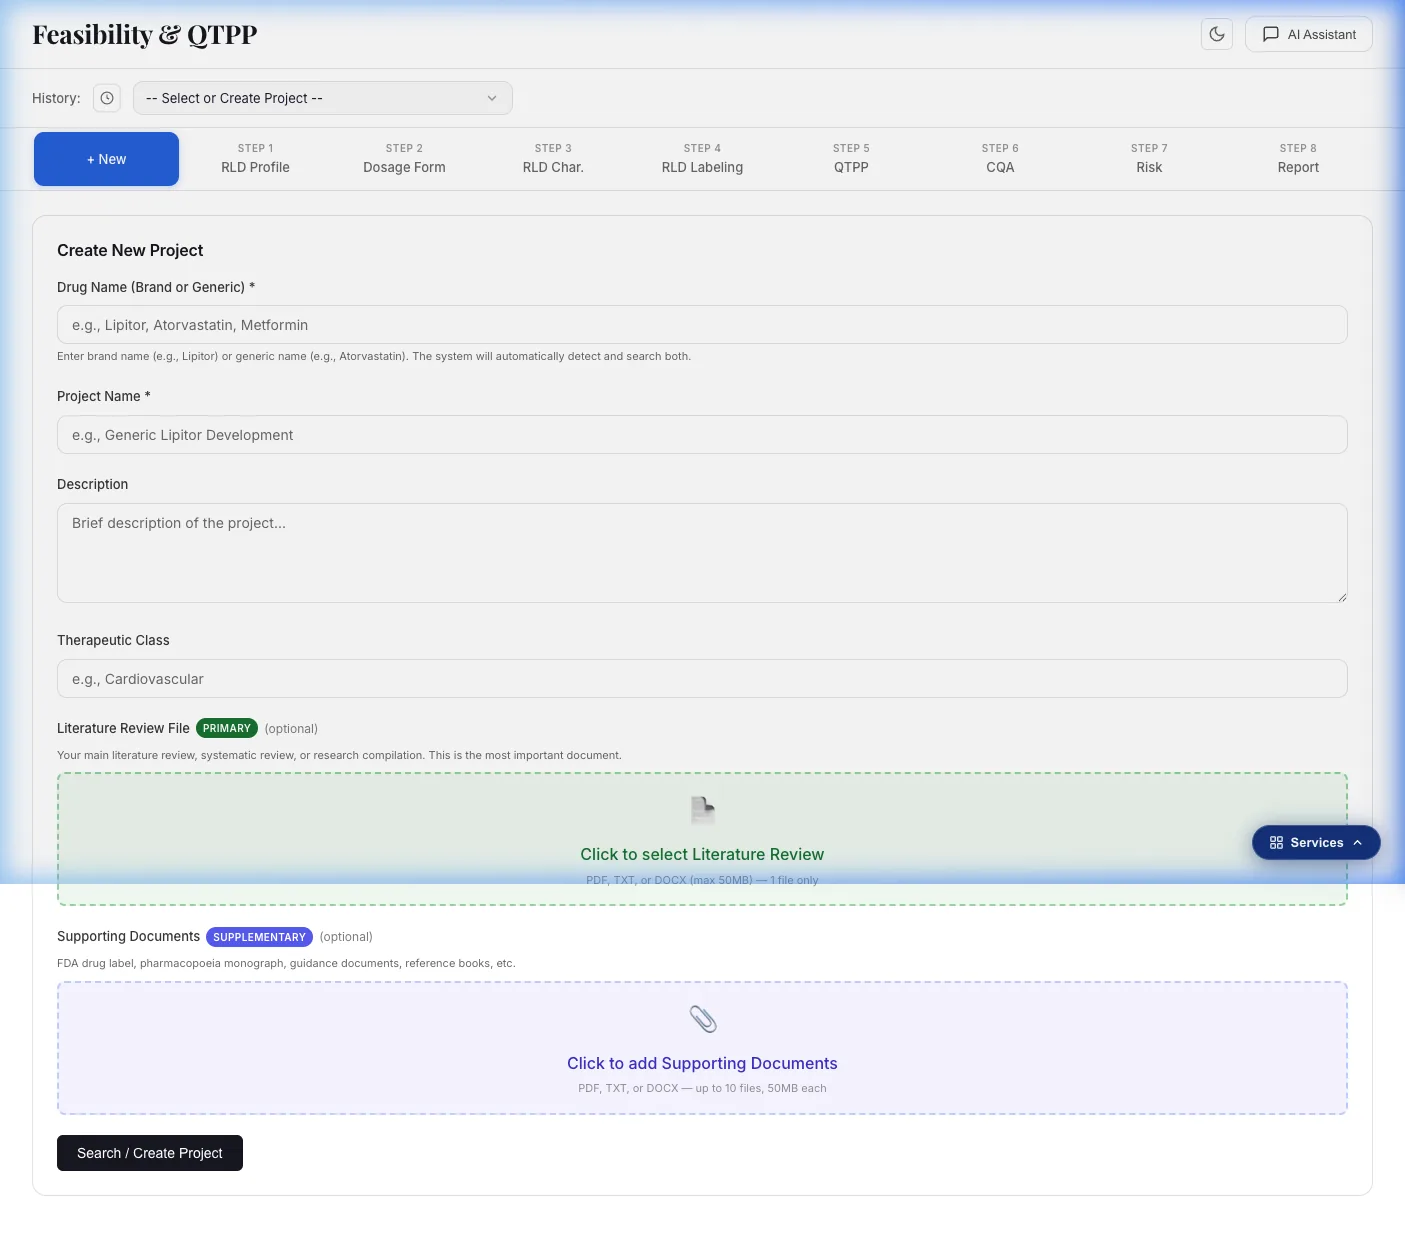 Feasibility & QTPP
AI Assistant
History:
-- Select or Create Project --
+ New
STEP 1
RLD Profile
STEP 2
Dosage Form
STEP 3
RLD Char.
STEP 4
RLD Labeling
STEP 5
QTPP
STEP 6
CQA
STEP 7
Risk
STEP 8
Report
Create New Project
Drug Name (Brand or Generic) *
e.g., Lipitor, Atorvastatin, Metformin
Enter brand name (e.g., Lipitor) or generic name (e.g., Atorvastatin). The system will automatically detect and search both.
Project Name *
e.g., Generic Lipitor Development
Description
Brief description of the project...
Therapeutic Class
e.g., Cardiovascular
Literature Review File PRIMARY (optional)
Your main literature review, systematic review, or research compilation. This is the most important document.
Click to select Literature Review
PDF, TXT, or DOCX (max 50MB) — 1 file only
Services
Supporting Documents SUPPLEMENTARY (optional)
FDA drug label, pharmacopoeia monograph, guidance documents, reference books, etc.
Click to add Supporting Documents
PDF, TXT, or DOCX — up to 10 files, 50MB each
Search / Create Project